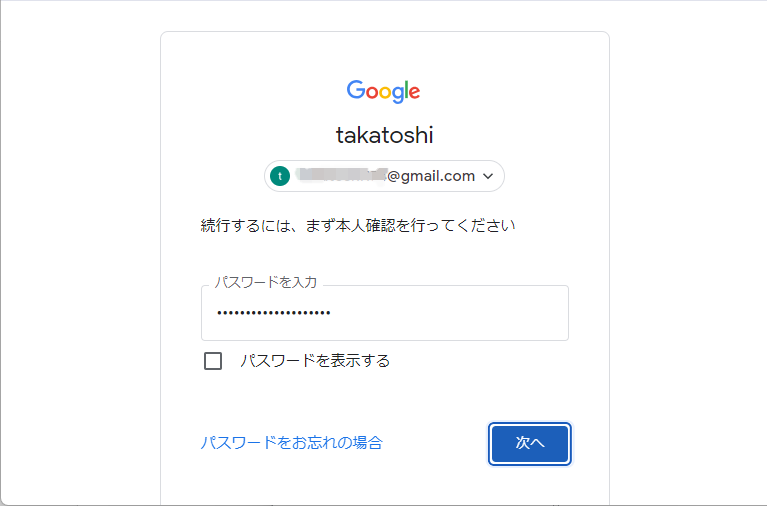 Google
takatoshi
t @gmail.com
続行するには、まず本人確認を行ってください
パスワードを入力
••••••••••••••••••••
パスワードを表示する
パスワードをお忘れの場合
次へ